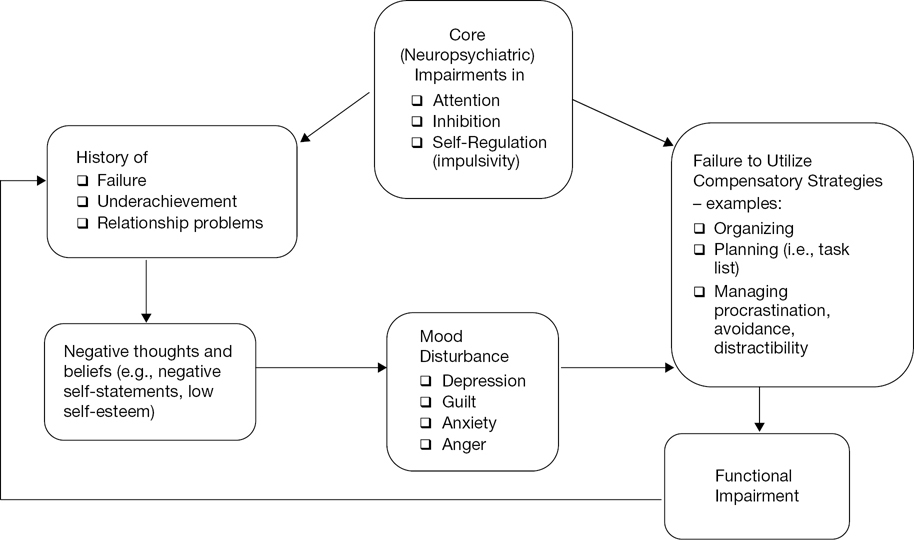 Core
(Neuropsychiatric)
Impairments in
❑ Attention
❑ Inhibition
❑ Self-Regulation
(impulsivity)
History of
❑ Failure
❑ Underachievement
❑ Relationship problems
Failure to Utilize
Compensatory Strategies
– examples:
❑ Organizing
❑ Planning (i.e., task
list)
❑ Managing
procrastination,
avoidance,
distractibility
Negative thoughts and
beliefs (e.g., negative
self-statements, low
self-esteem)
Mood
Disturbance
❑ Depression
❑ Guilt
❑ Anxiety
❑ Anger
Functional
Impairment